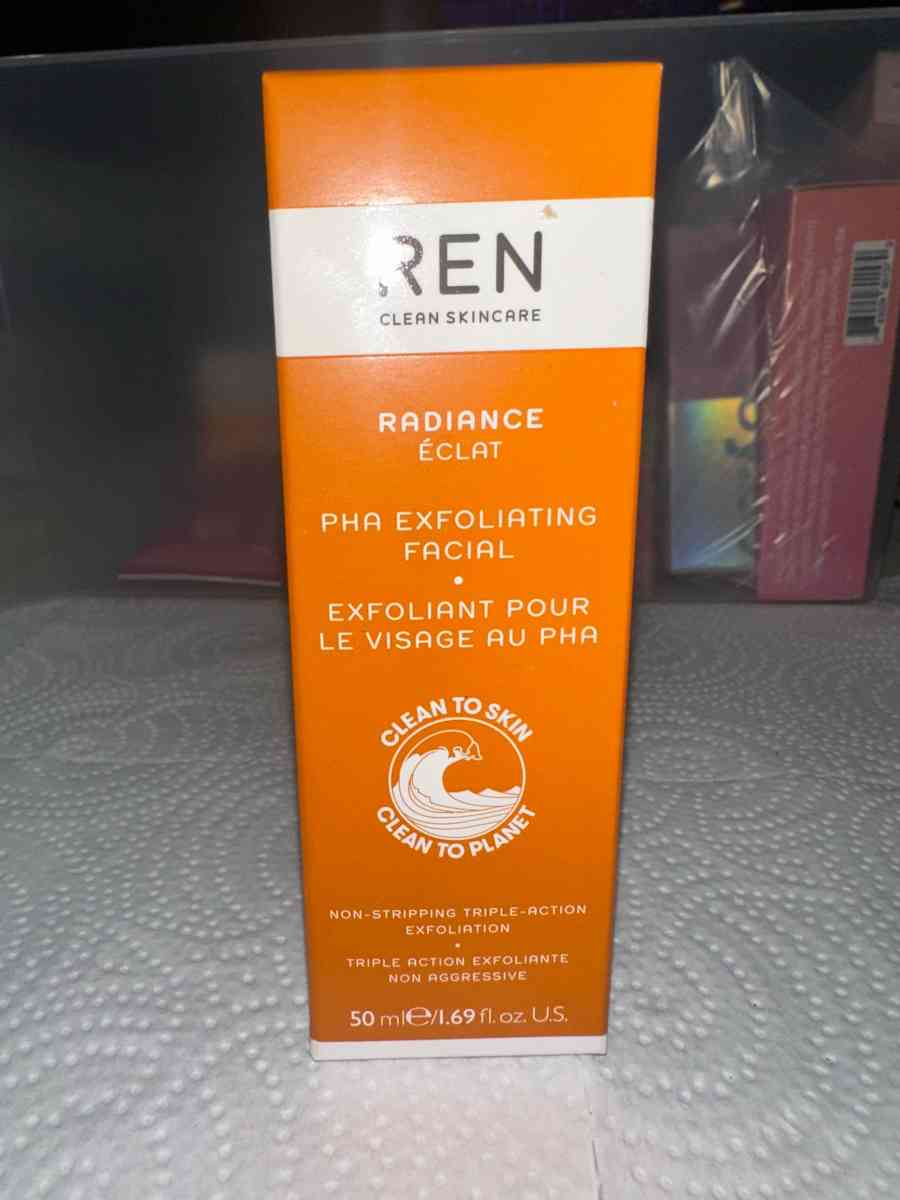 REN
CLEAN SKINCARE
RADIANCE
ÉCLAT
PHA EXFOLIATING
FACIAL
•
EXFOLIANT POUR
LE VISAGE AU PHA
CLEAN TO SKIN
CLEAN TO PLANET
NON-STRIPPING TRIPLE-ACTION
EXFOLIATION
•
TRIPLE ACTION EXFOLIANTE
NON AGGRESSIVE
50 ml℮/1.69 fl. oz. U.S.